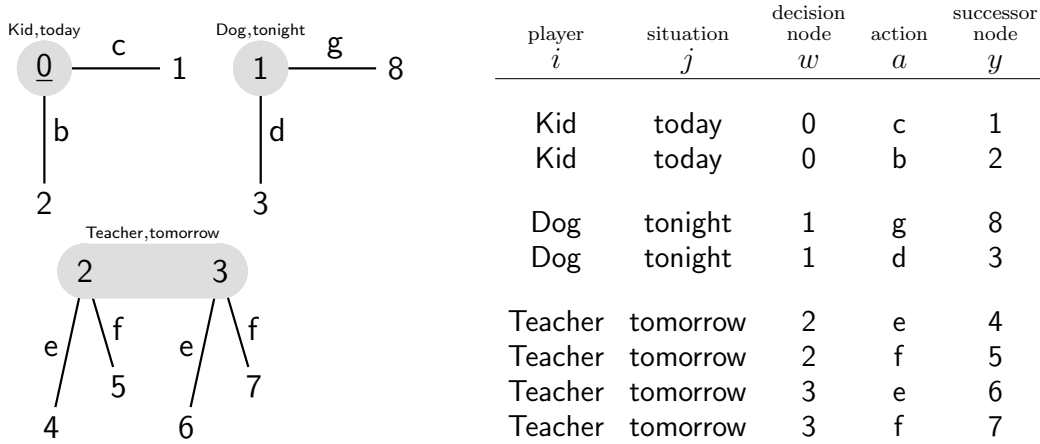 Kid,today
Dog,tonight
0
c
1
1
g
8
b
d
2
3
Teacher,tomorrow
2
3
e
f
e
f
5
7
4
6
player situation decision node action successor node
i j w a y
Kid today 0 c 1
Kid today 0 b 2
Dog tonight 1 g 8
Dog tonight 1 d 3
Teacher tomorrow 2 e 4
Teacher tomorrow 2 f 5
Teacher tomorrow 3 e 6
Teacher tomorrow 3 f 7